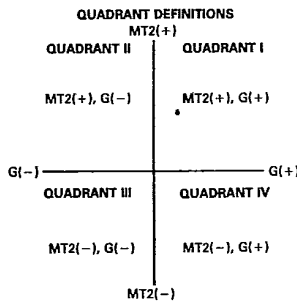 QUADRANT DEFINITIONS
MT2(+)
QUADRANT II QUADRANT I
MT2(+), G(−) MT2(+), G(+)
G(−) G(+)
QUADRANT III QUADRANT IV
MT2(−), G(−) MT2(−), G(+)
MT2(−)